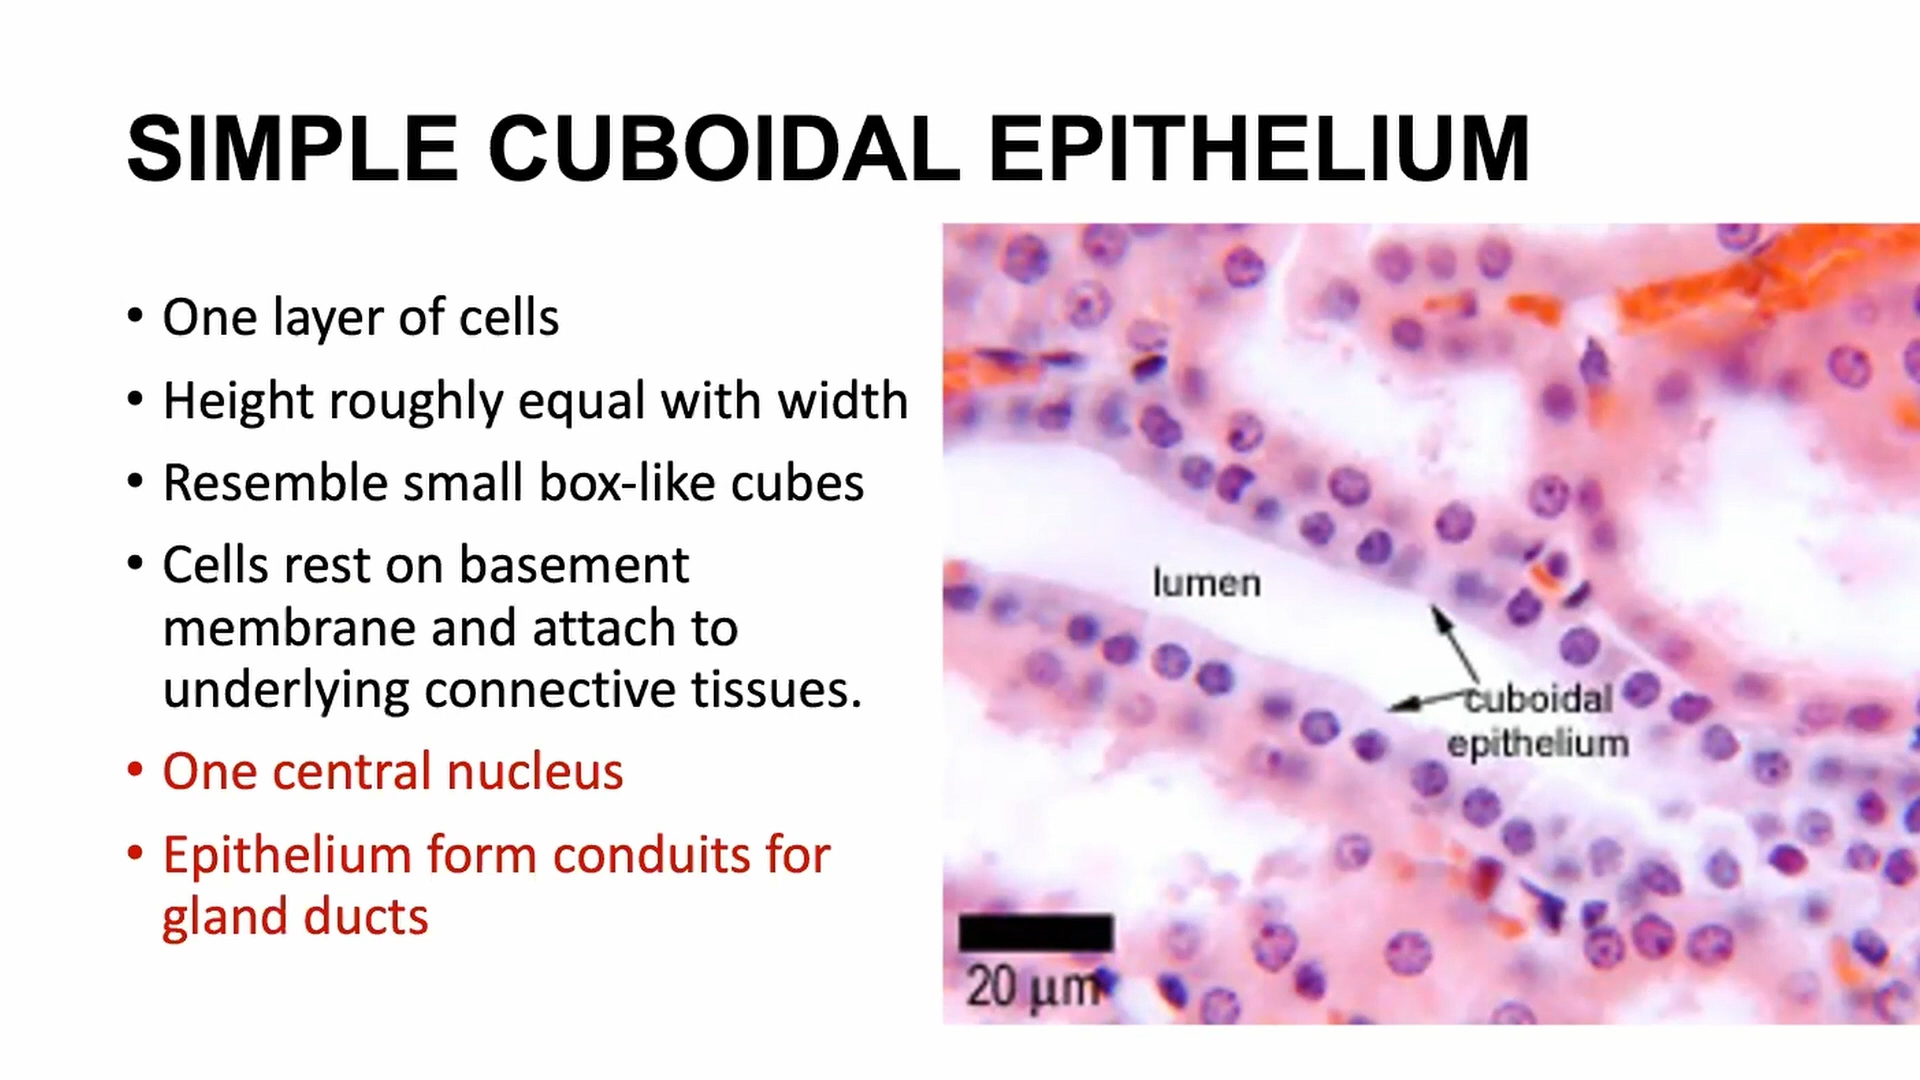 SIMPLE CUBOIDAL EPITHELIUM
• One layer of cells
• Height roughly equal with width
• Resemble small box-like cubes
• Cells rest on basement
membrane and attach to
underlying connective tissues.
• One central nucleus
• Epithelium form conduits for
gland ducts
lumen
cuboidal
epithelium
20 μm